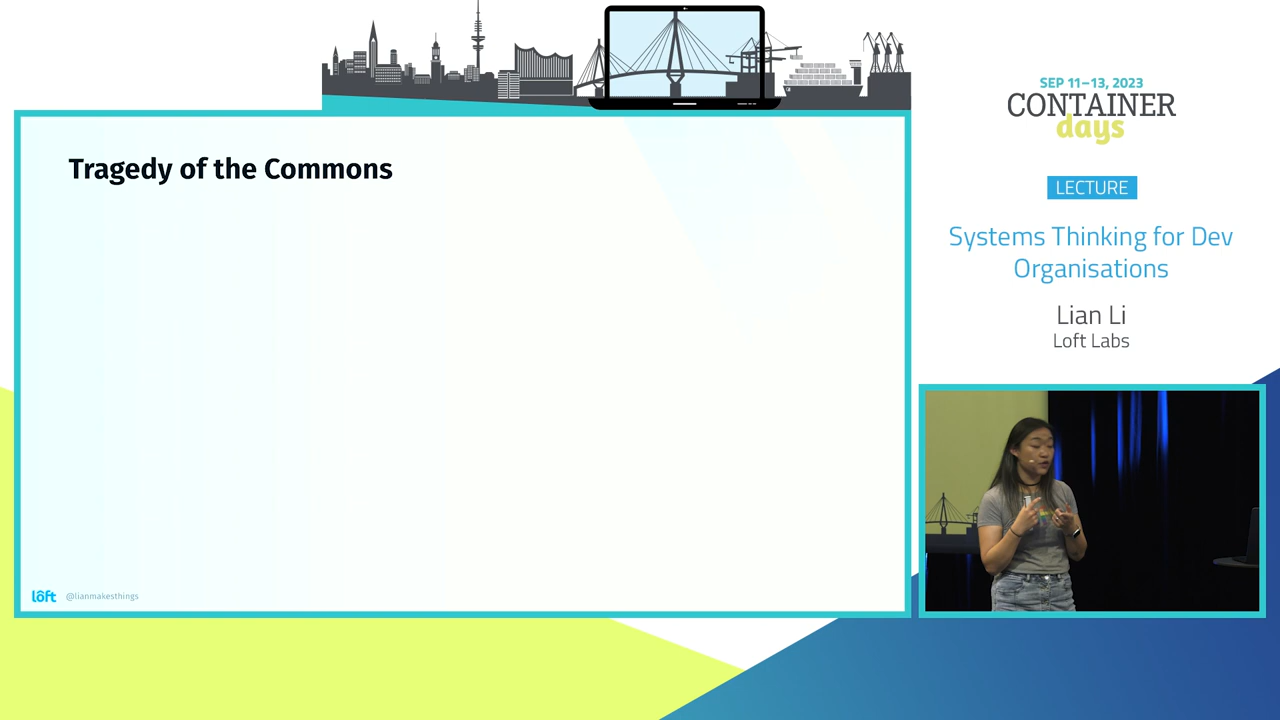 Tragedy of the Commons
lôft @lianmakesthings
SEP 11–13, 2023
CONTAINER
days
LECTURE
Systems Thinking for Dev
Organisations
Lian Li
Loft Labs